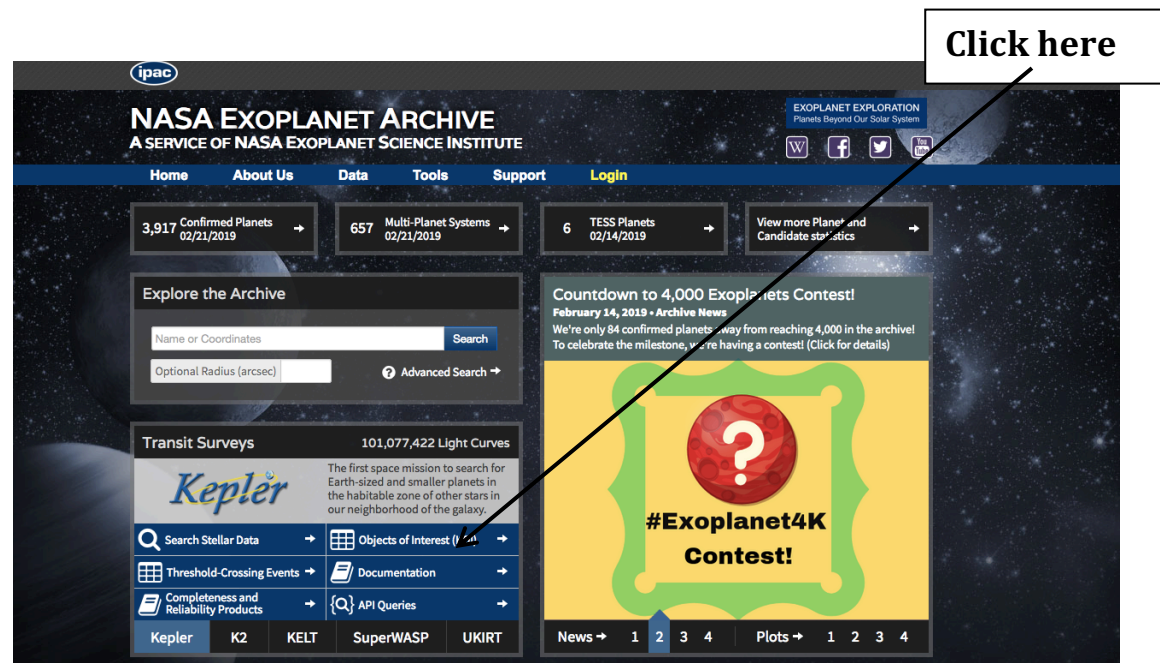 Click here
ipac
NASA EXOPLANET ARCHIVE
A SERVICE OF NASA EXOPLANET SCIENCE INSTITUTE
EXOPLANET EXPLORATION
Planets Beyond Our Solar System
W f You Tube
Home About Us Data Tools Support Login
3,917 Confirmed Planets
02/21/2019
657 Multi-Planet Systems
02/21/2019
6 TESS Planets
02/14/2019
View more Planet and
Candidate statistics
Explore the Archive
Name or Coordinates Search
Optional Radius (arcsec) ? Advanced Search
Transit Surveys 101,077,422 Light Curves
Kepler
The first space mission to search for
Earth-sized and smaller planets in
the habitable zone of other stars in
our neighborhood of the galaxy.
Search Stellar Data
Objects of Interest
Threshold-Crossing Events
Documentation
Completeness and
Reliability Products
{Q} API Queries
Kepler K2 KELT SuperWASP UKIRT
Countdown to 4,000 Exoplanets Contest!
February 14, 2019 • Archive News
We're only 84 confirmed planets away from reaching 4,000 in the archive!
To celebrate the milestone, we're having a contest! (Click for details)
?
#Exoplanet4K
Contest!
News 1 2 3 4 Plots 1 2 3 4